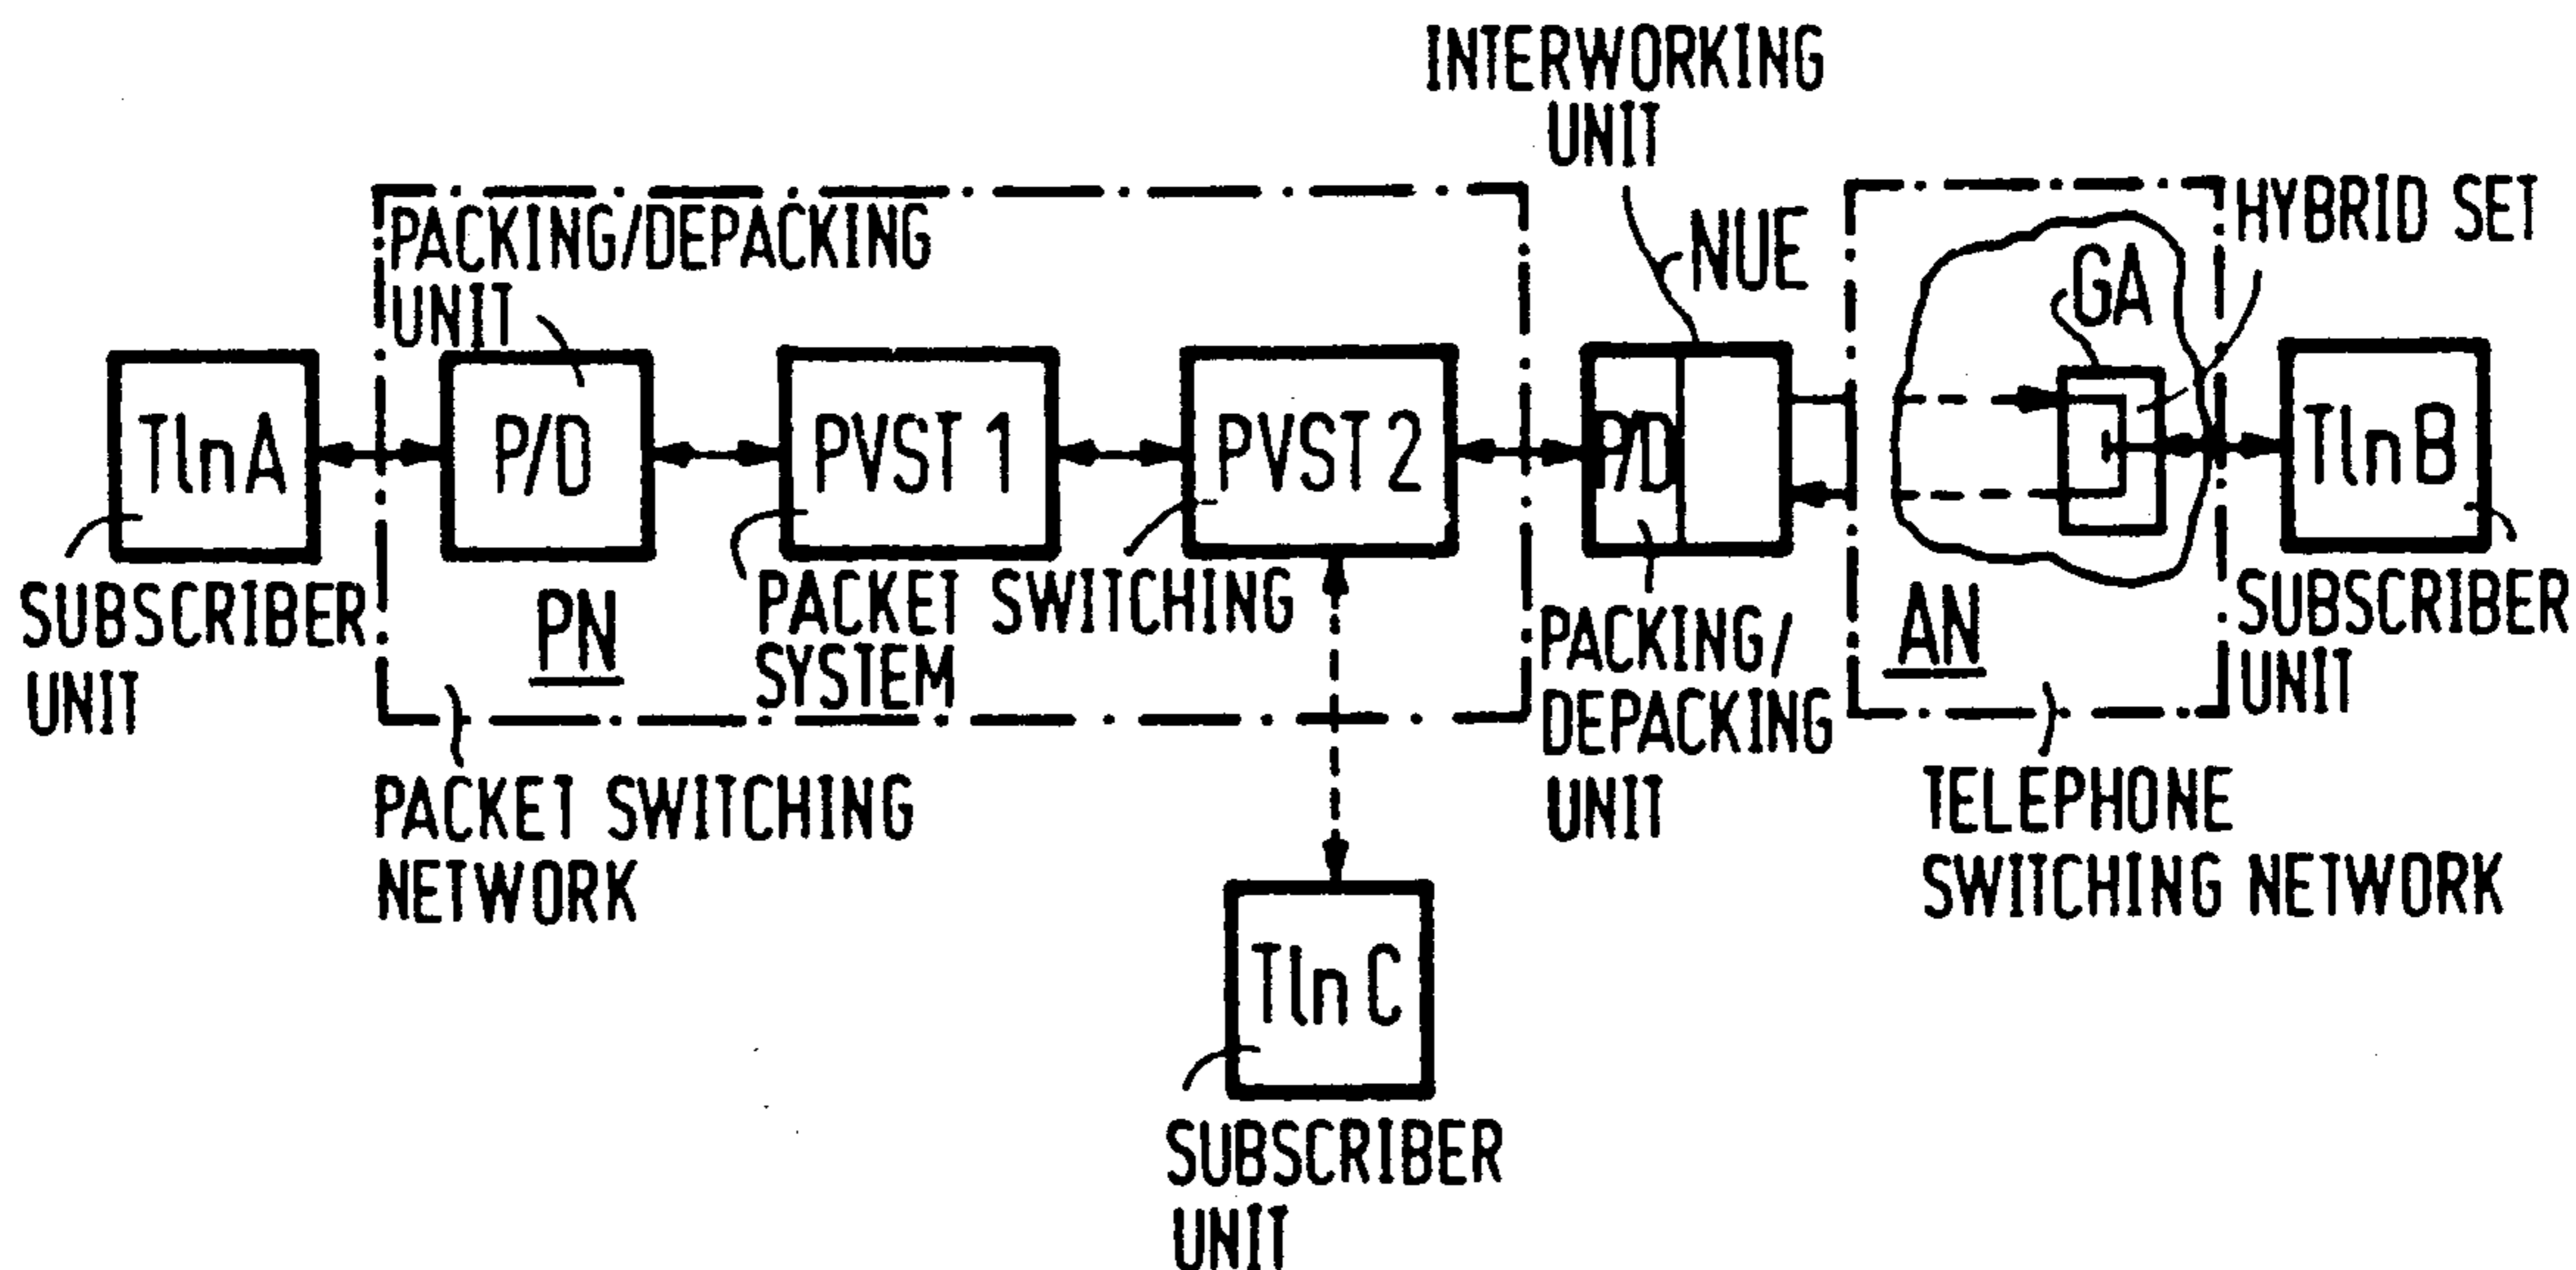 INTERWORKING
UNIT
PACKING/DEPACKING
UNIT
NUE
HYBRID SET
GA
TlnA
P/D
PVST 1
PVST 2
P/D
TlnB
SUBSCRIBER
UNIT
PN
PACKET SWITCHING
SYSTEM
PACKING/
DEPACKING
UNIT
AN
SUBSCRIBER
UNIT
PACKET SWITCHING
NETWORK
TELEPHONE
SWITCHING NETWORK
TlnC
SUBSCRIBER
UNIT